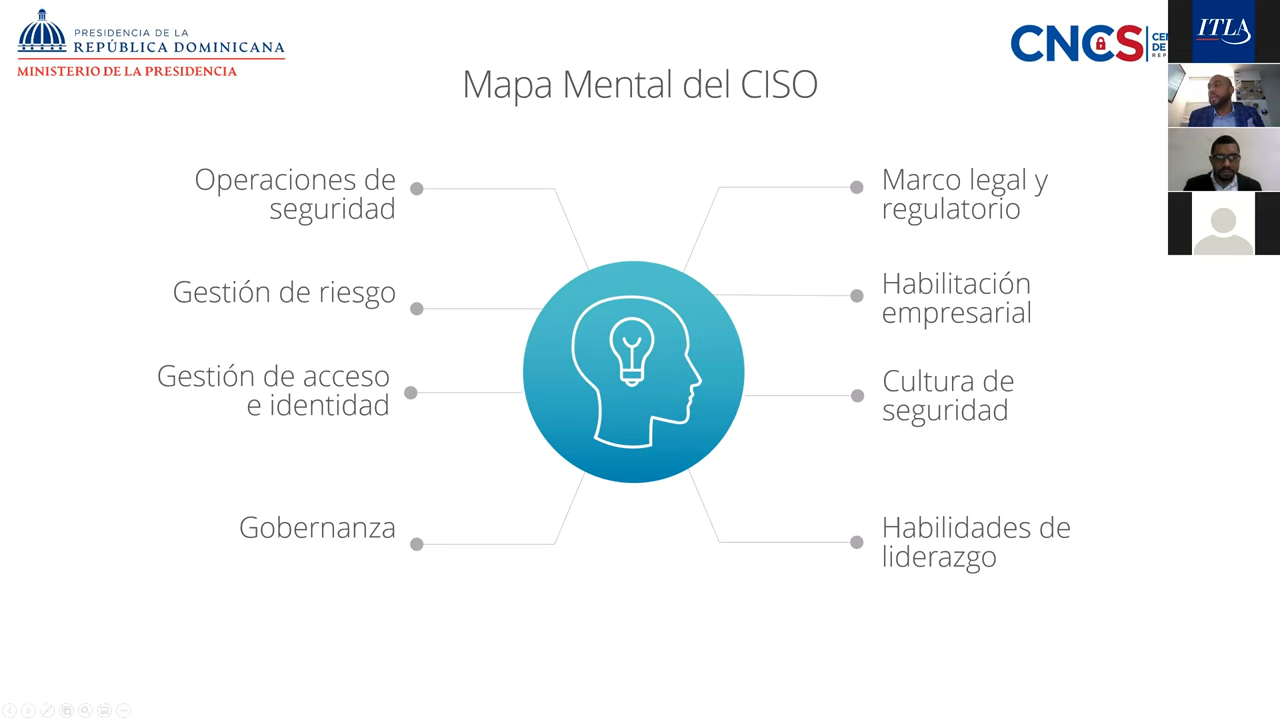 PRESIDENCIA DE LA
REPÚBLICA DOMINICANA
MINISTERIO DE LA PRESIDENCIA
CNCS
ITLA
Mapa Mental del CISO
Operaciones de
seguridad
Gestión de riesgo
Gestión de acceso
e identidad
Gobernanza
Marco legal y
regulatorio
Habilitación
empresarial
Cultura de
seguridad
Habilidades de
liderazgo